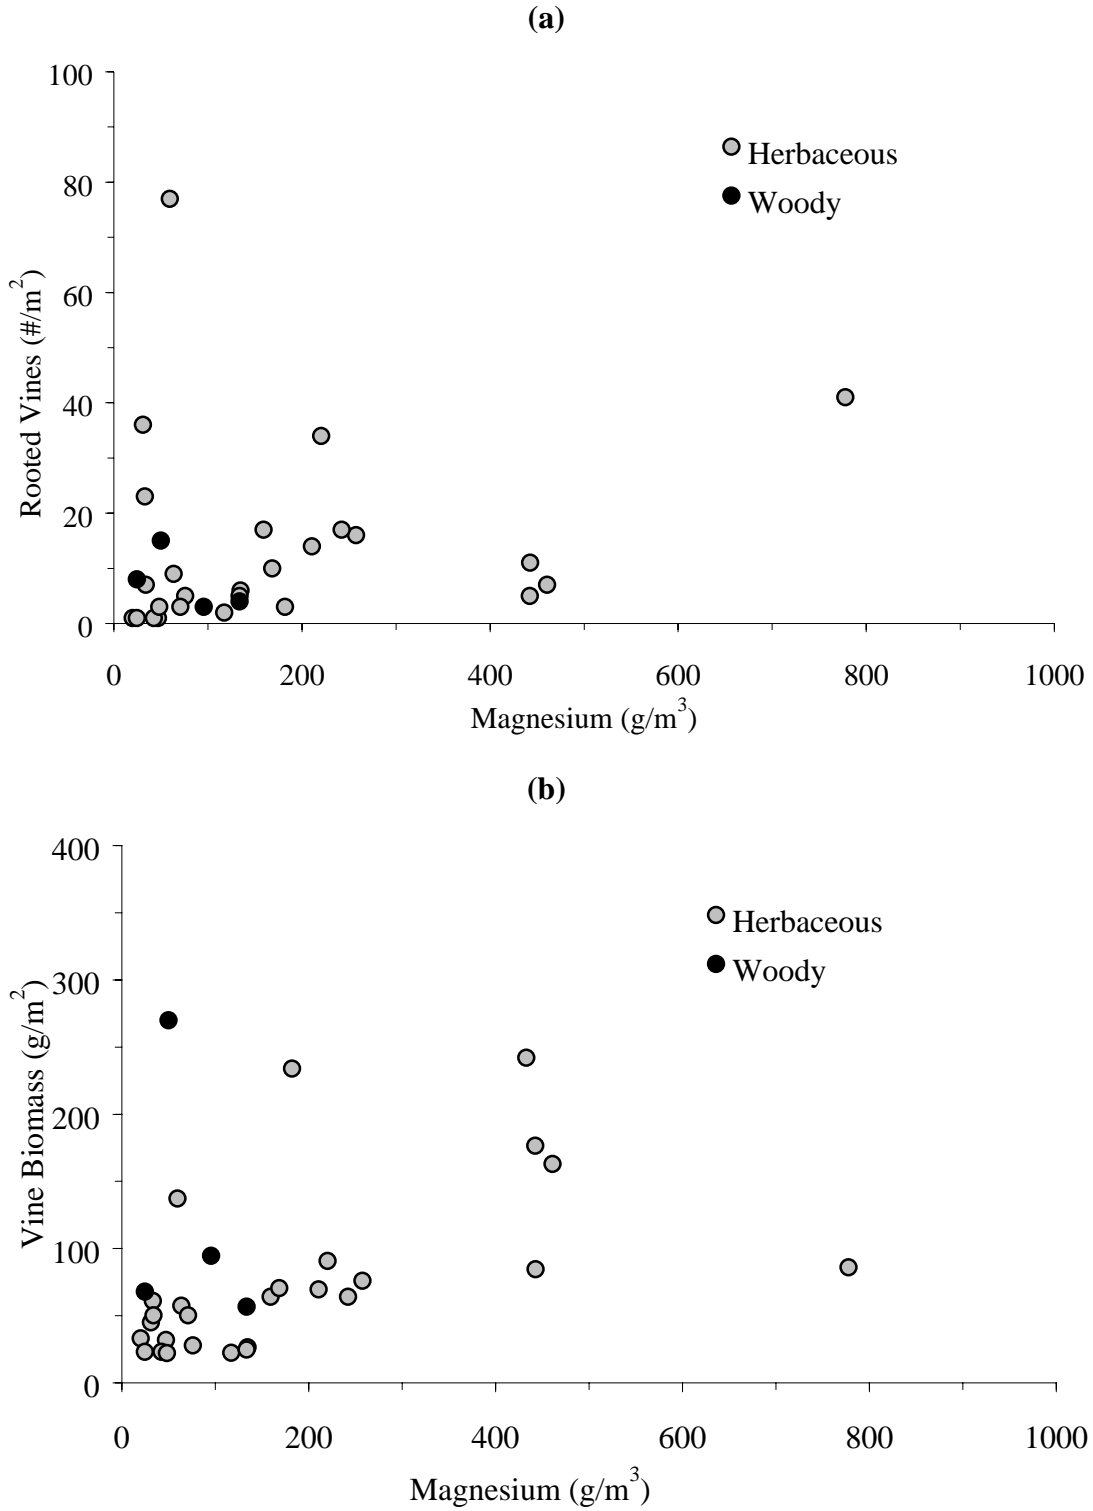 (a)
100
80
60
40
20
0
Rooted Vines (#/m²)
Herbaceous
Woody
0 200 400 600 800 1000
Magnesium (g/m³)
(b)
400
300
200
100
0
Vine Biomass (g/m²)
Herbaceous
Woody
0 200 400 600 800 1000
Magnesium (g/m³)